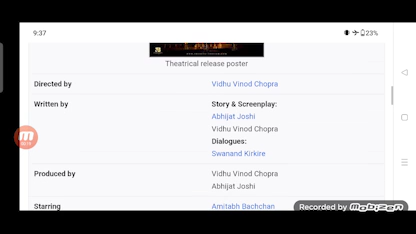 9:37
23%
Theatrical release poster
Directed by Vidhu Vinod Chopra
Written by Story & Screenplay:
Abhijat Joshi
Vidhu Vinod Chopra
Dialogues:
Swanand Kirkire
Produced by Vidhu Vinod Chopra
Abhijat Joshi
Starring Amitabh Bachchan
Recorded by Mobizen